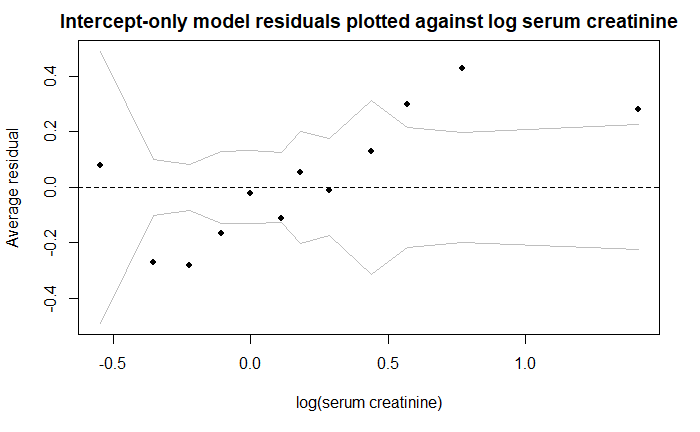 Intercept-only model residuals plotted against log serum creatinine
Average residual
0.4
0.2
0.0
-0.2
-0.4
-0.5 0.0 0.5 1.0
log(serum creatinine)